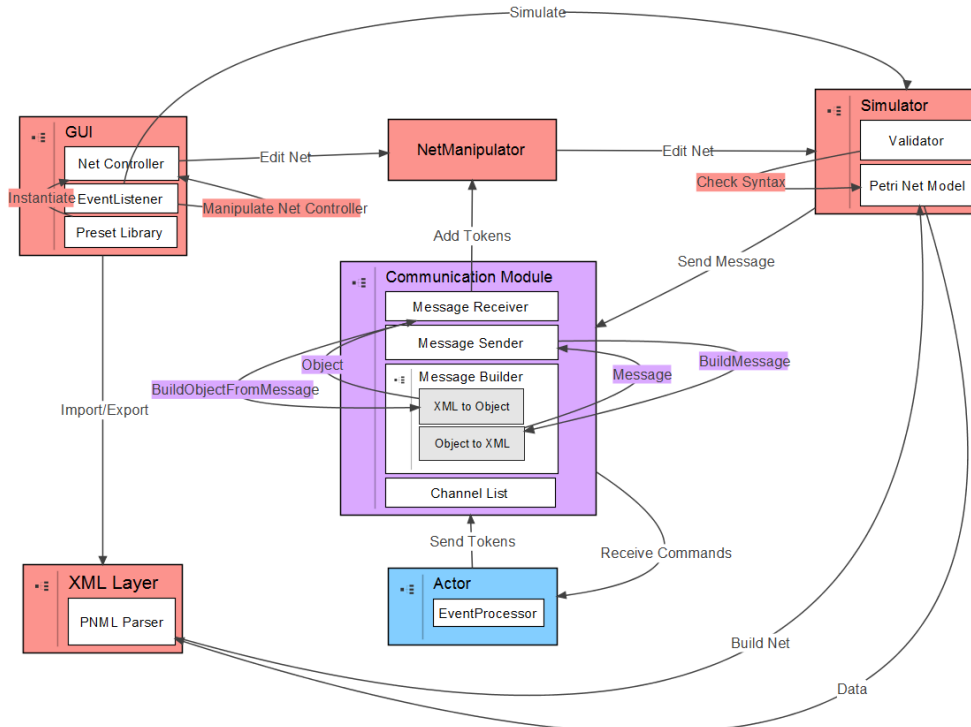 Simulate
GUI
Net Controller
EventListener
Preset Library
Instantiate
Manipulate Net Controller
Edit Net
NetManipulator
Edit Net
Simulator
Validator
Petri Net Model
Check Syntax
Add Tokens
Send Message
Communication Module
Message Receiver
Message Sender
Message Builder
XML to Object
Object to XML
Channel List
Object
BuildObjectFromMessage
Message
BuildMessage
Import/Export
Send Tokens
Receive Commands
XML Layer
PNML Parser
Actor
EventProcessor
Build Net
Data